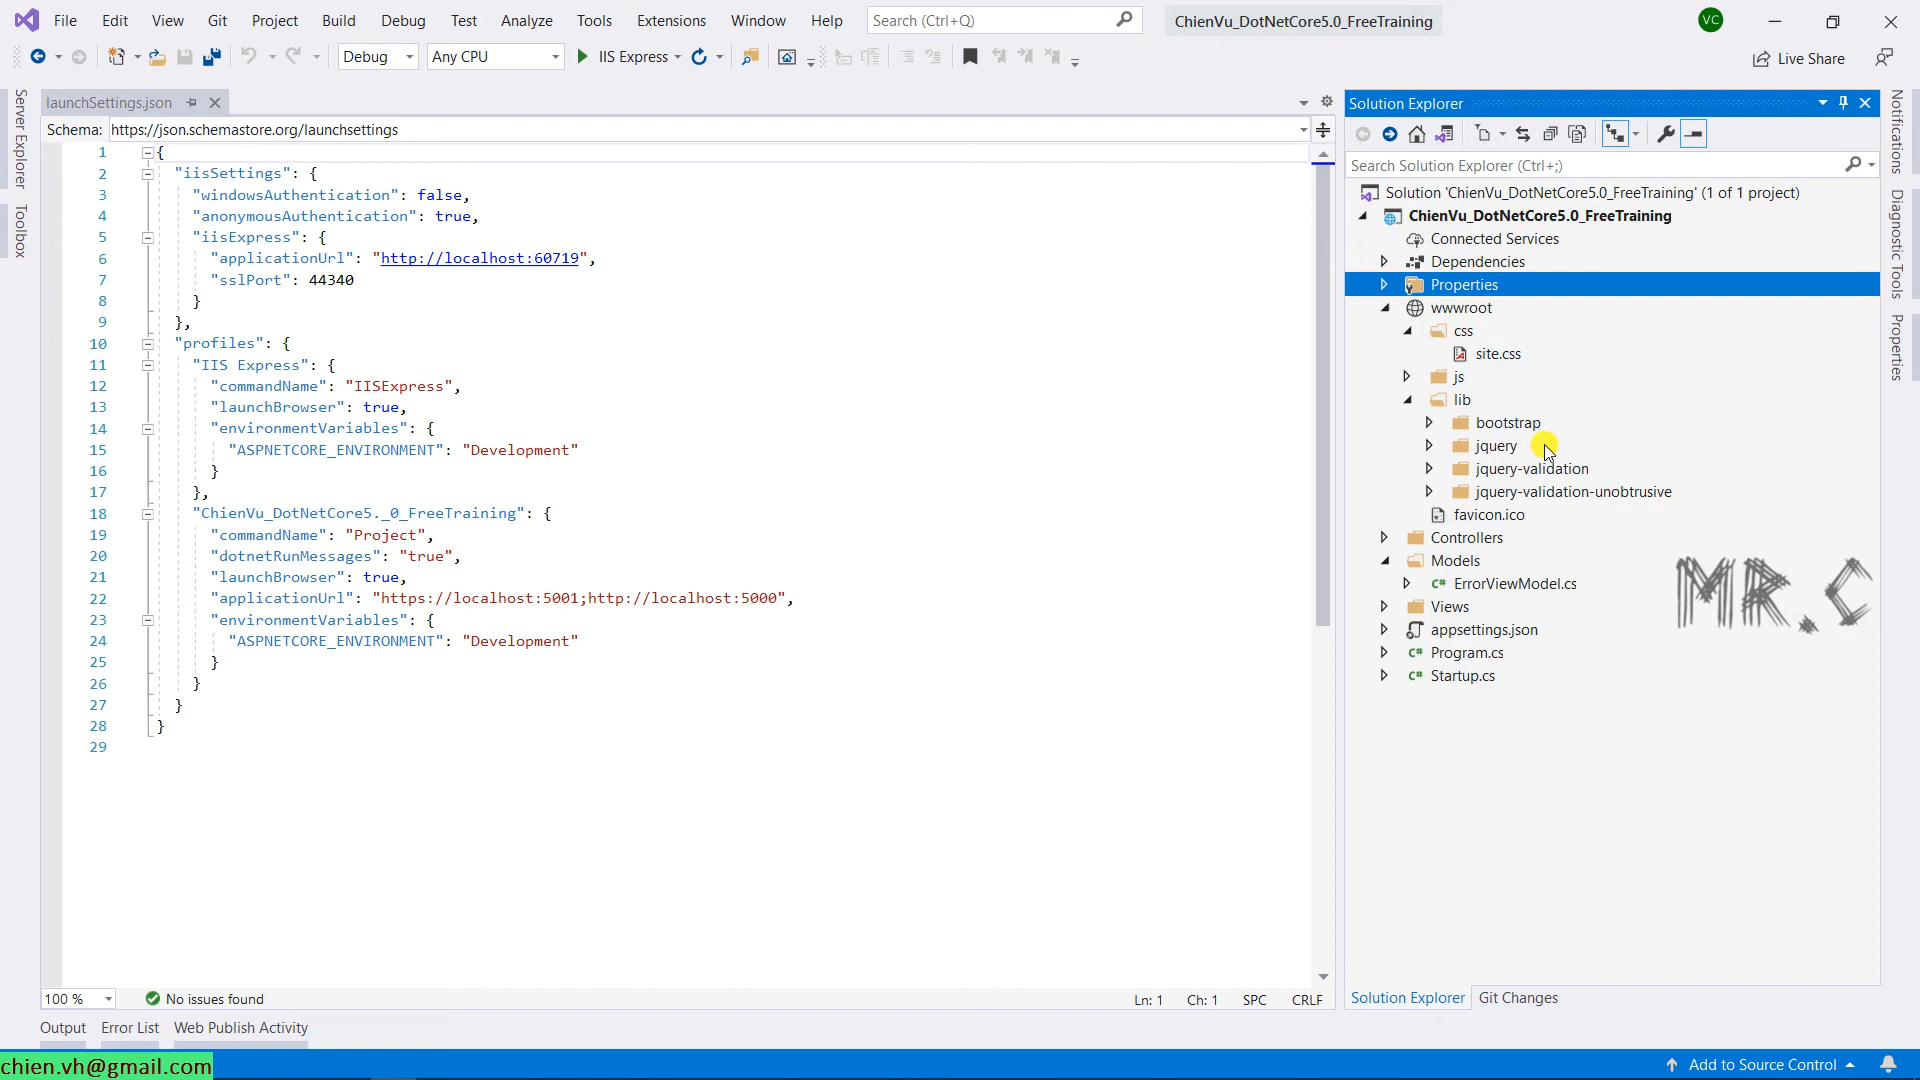 File Edit View Git Project Build Debug Test Analyze Tools Extensions Window Help Search (Ctrl+Q) ChienVu_DotNetCore5.0_FreeTraining VC
Debug Any CPU IIS Express Live Share
Server Explorer
Toolbox
launchSettings.json
Schema: https://json.schemastore.org/launchsettings
1 {
2 "iisSettings": {
3 "windowsAuthentication": false,
4 "anonymousAuthentication": true,
5 "iisExpress": {
6 "applicationUrl": "http://localhost:60719",
7 "sslPort": 44340
8 }
9 },
10 "profiles": {
11 "IIS Express": {
12 "commandName": "IISExpress",
13 "launchBrowser": true,
14 "environmentVariables": {
15 "ASPNETCORE_ENVIRONMENT": "Development"
16 }
17 },
18 "ChienVu_DotNetCore5._0_FreeTraining": {
19 "commandName": "Project",
20 "dotnetRunMessages": "true",
21 "launchBrowser": true,
22 "applicationUrl": "https://localhost:5001;http://localhost:5000",
23 "environmentVariables": {
24 "ASPNETCORE_ENVIRONMENT": "Development"
25 }
26 }
27 }
28 }
29
100 % No issues found Ln: 1 Ch: 1 SPC CRLF
Solution Explorer
Search Solution Explorer (Ctrl+;)
Solution 'ChienVu_DotNetCore5.0_FreeTraining' (1 of 1 project)
ChienVu_DotNetCore5.0_FreeTraining
Connected Services
Dependencies
Properties
wwwroot
css
site.css
js
lib
bootstrap
jquery
jquery-validation
jquery-validation-unobtrusive
favicon.ico
Controllers
Models
ErrorViewModel.cs
Views
appsettings.json
Program.cs
Startup.cs
MR.C
Solution Explorer Git Changes
Notifications
Diagnostic Tools
Properties
Output Error List Web Publish Activity
chien.vh@gmail.com
Add to Source Control